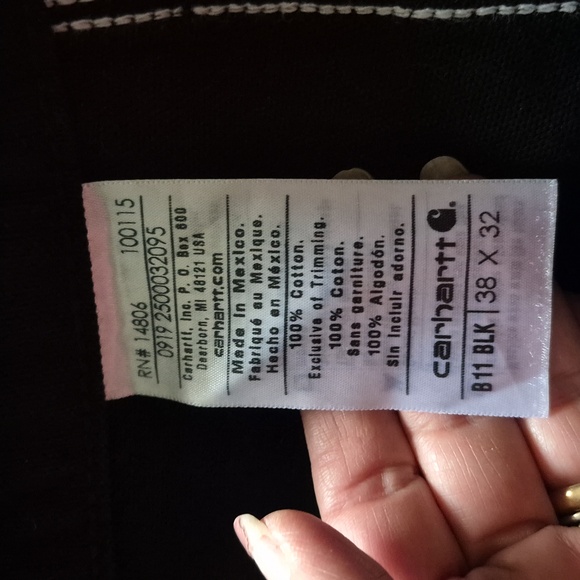 carhartt
B11 BLK | 38 X 32
100% Cotton.
Exclusive of Trimming.
100% Coton.
Sans garniture.
100% Algodón.
Sin incluir adorno.
Made in Mexico.
Fabriqué au Mexique.
Hecho en México.
Carhartt, Inc. P. O. Box 600
Dearborn, MI 48121 USA
carhartt.com
RN# 14806 100115
0919 2500032095